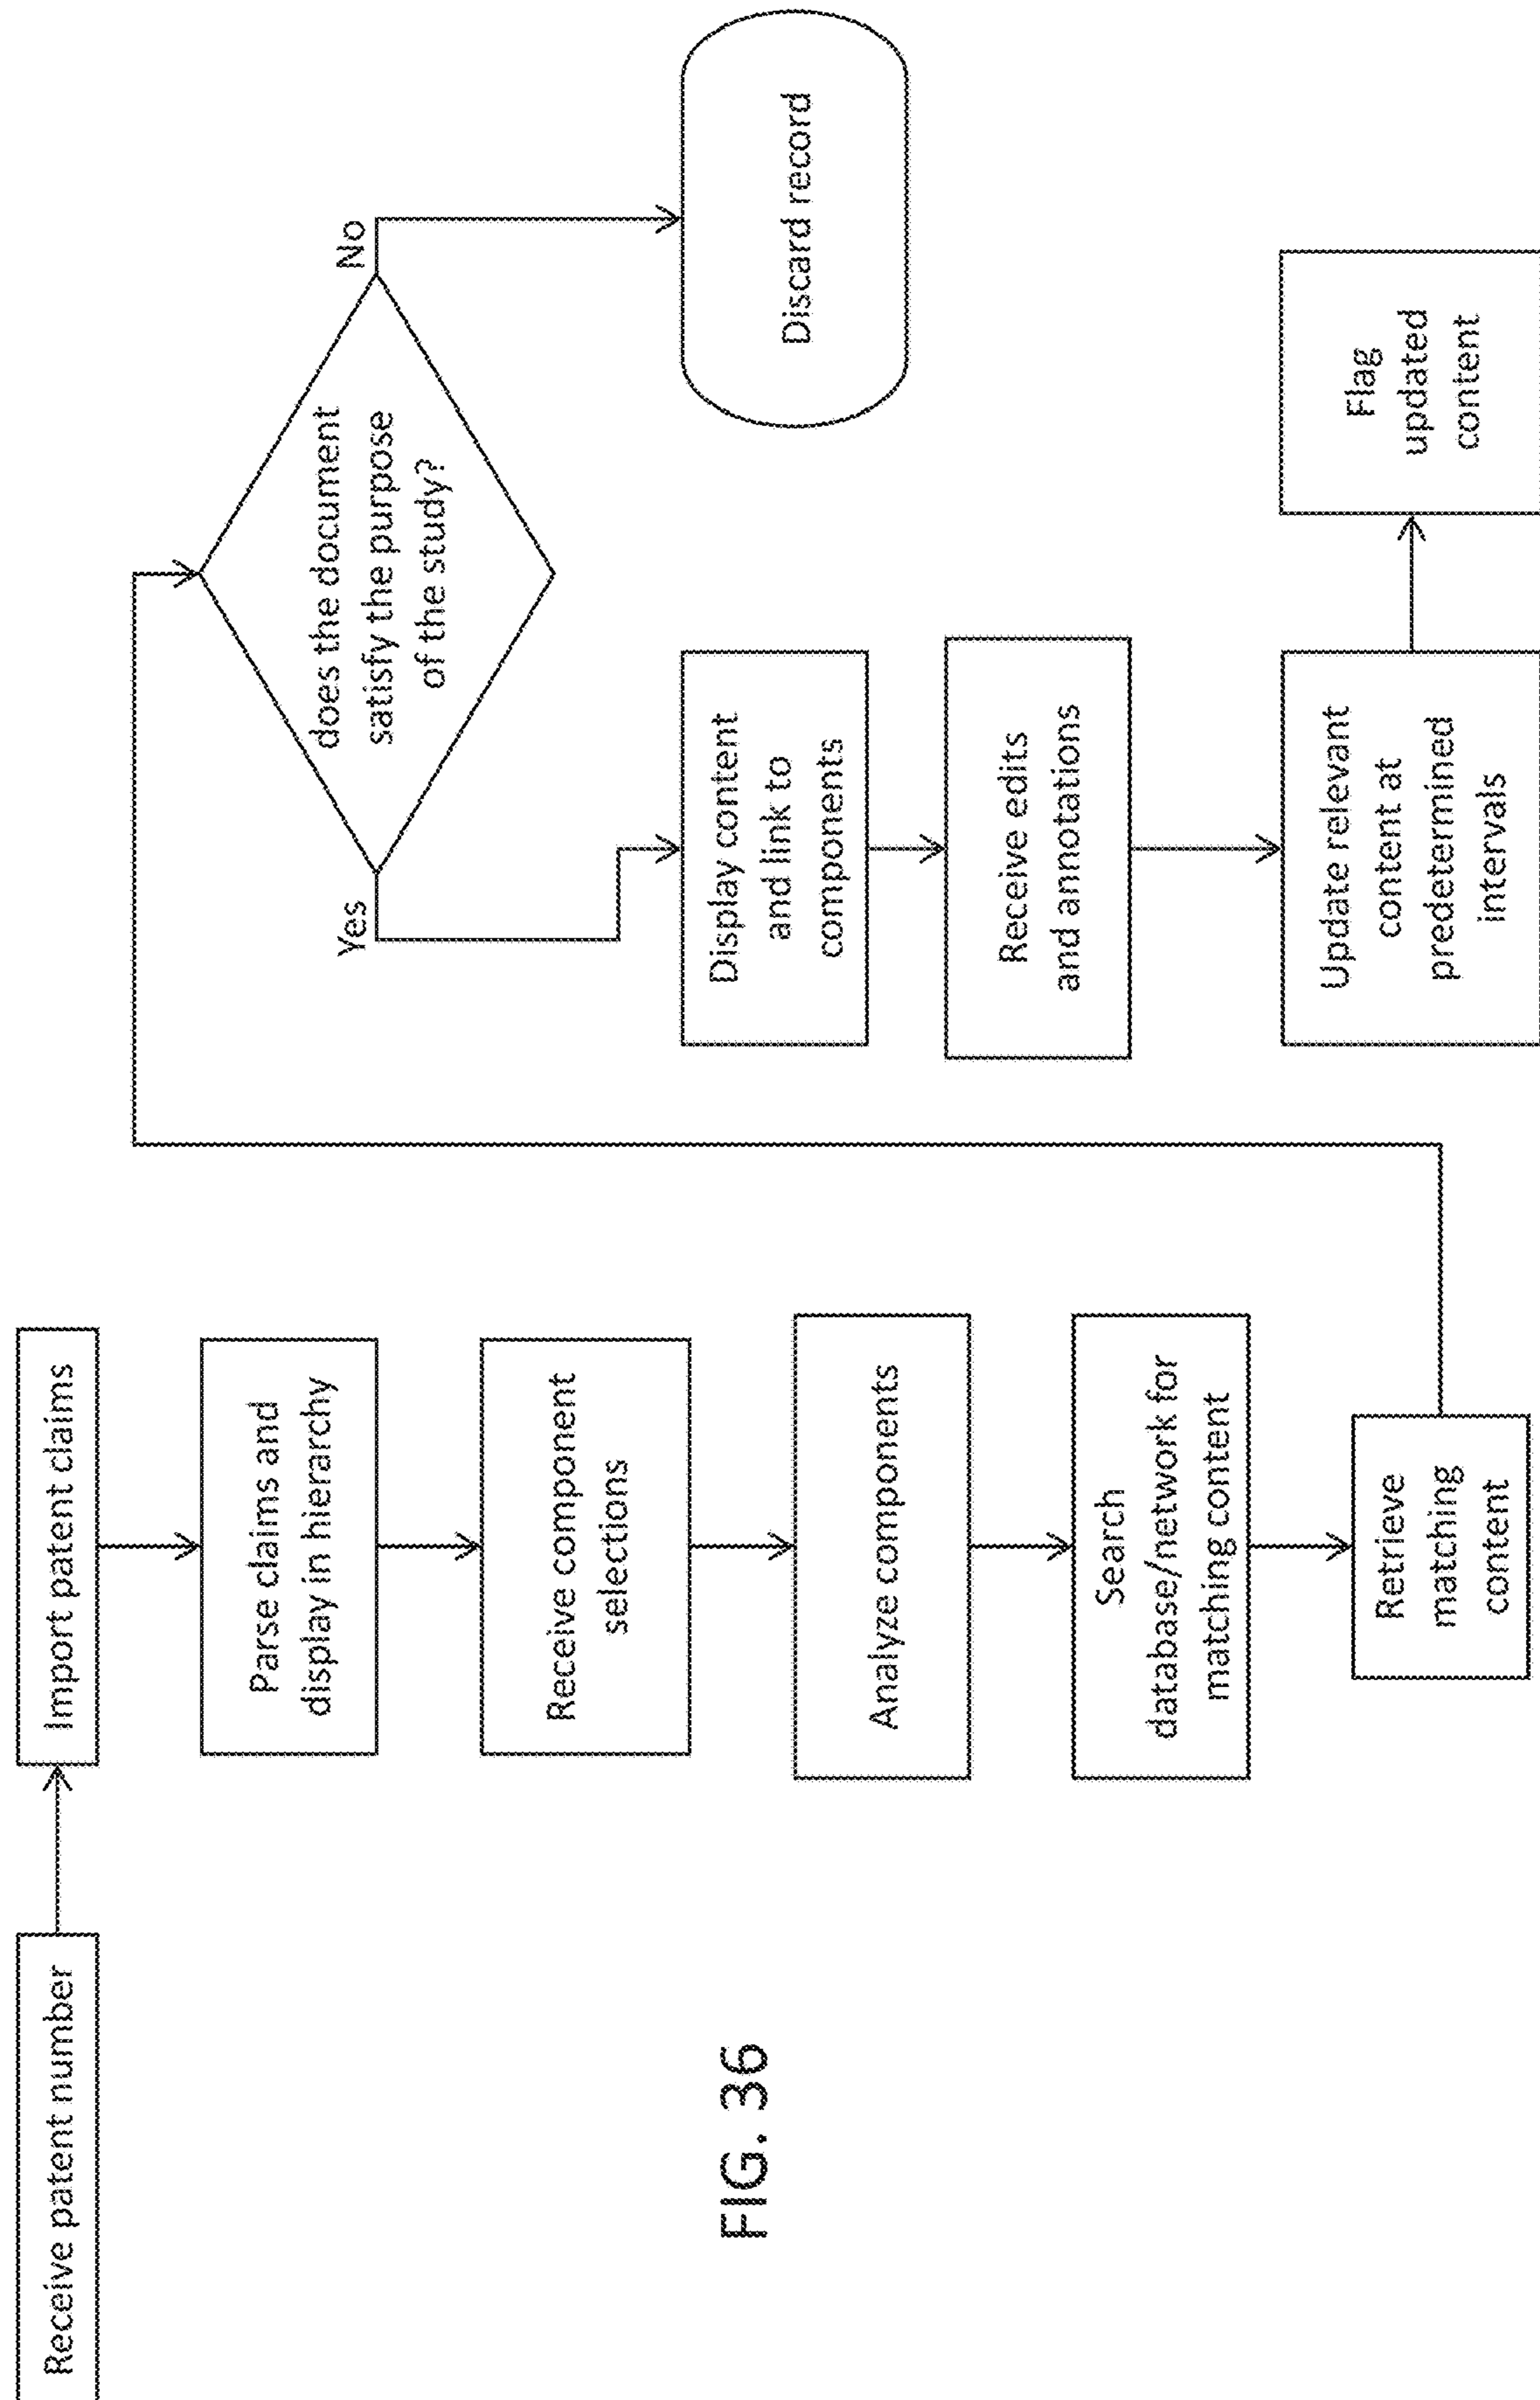 Receive patent number
Import patent claims
Parse claims and
display in hierarchy
Receive component
selections
Analyze components
Search
database/network for
matching content
Retrieve
matching
content
does the document
satisfy the purpose
of the study?
Yes
No
Display content
and link to
components
Receive edits
and annotations
Update relevant
content at
predetermined
intervals
Flag
updated
content
Discard record
FIG. 36